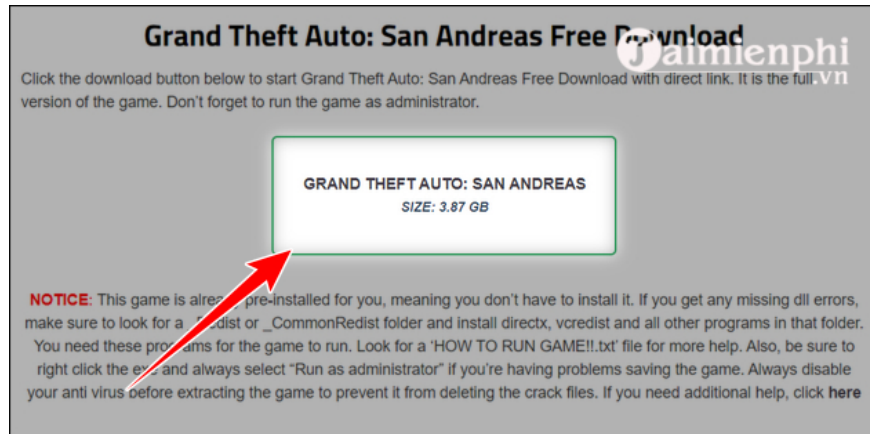 Grand Theft Auto: San Andreas Free Download
Taimienphi
.vn
Click the download button below to start Grand Theft Auto: San Andreas Free Download with direct link. It is the full
version of the game. Don't forget to run the game as administrator.
GRAND THEFT AUTO: SAN ANDREAS
SIZE: 3.87 GB
NOTICE: This game is already pre-installed for you, meaning you don't have to install it. If you get any missing dll errors,
make sure to look for a _Redist or _CommonRedist folder and install directx, vcredist and all other programs in that folder.
You need these programs for the game to run. Look for a 'HOW TO RUN GAME!!.txt' file for more help. Also, be sure to
right click the exe and always select “Run as administrator” if you're having problems saving the game. Always disable
your anti virus before extracting the game to prevent it from deleting the crack files. If you need additional help, click here